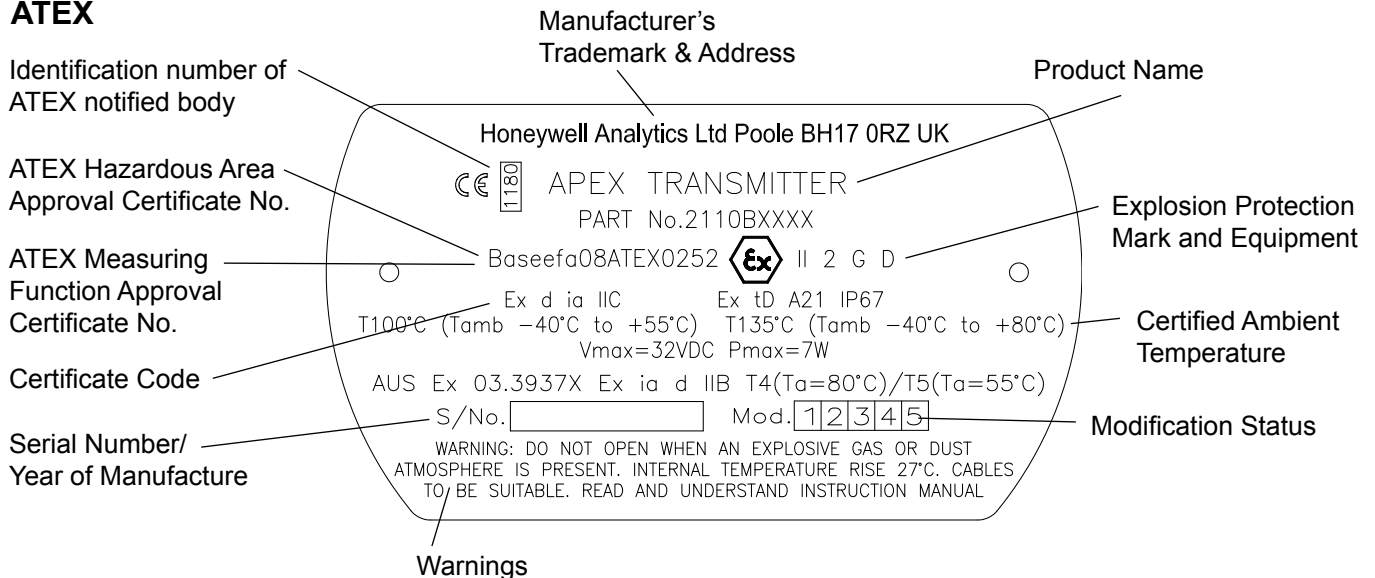 ATEX
Manufacturer's
Trademark & Address
Identification number of
ATEX notified body
Product Name
ATEX Hazardous Area
Approval Certificate No.
ATEX Measuring
Function Approval
Certificate No.
Certificate Code
Serial Number/
Year of Manufacture
Honeywell Analytics Ltd Poole BH17 0RZ UK
CE 1180 APEX TRANSMITTER
PART No.2110BXXXX
Baseefa08ATEX0252 Ex II 2 G D
Ex d ia IIC Ex tD A21 IP67
T100°C (Tamb -40°C to +55°C) T135°C (Tamb -40°C to +80°C)
Vmax=32VDC Pmax=7W
AUS Ex 03.3937X Ex ia d IIB T4(Ta=80°C)/T5(Ta=55°C)
S/No. Mod. 1 2 3 4 5
WARNING: DO NOT OPEN WHEN AN EXPLOSIVE GAS OR DUST
ATMOSPHERE IS PRESENT. INTERNAL TEMPERATURE RISE 27°C. CABLES
TO BE SUITABLE. READ AND UNDERSTAND INSTRUCTION MANUAL
Explosion Protection
Mark and Equipment
Certified Ambient
Temperature
Modification Status
Warnings